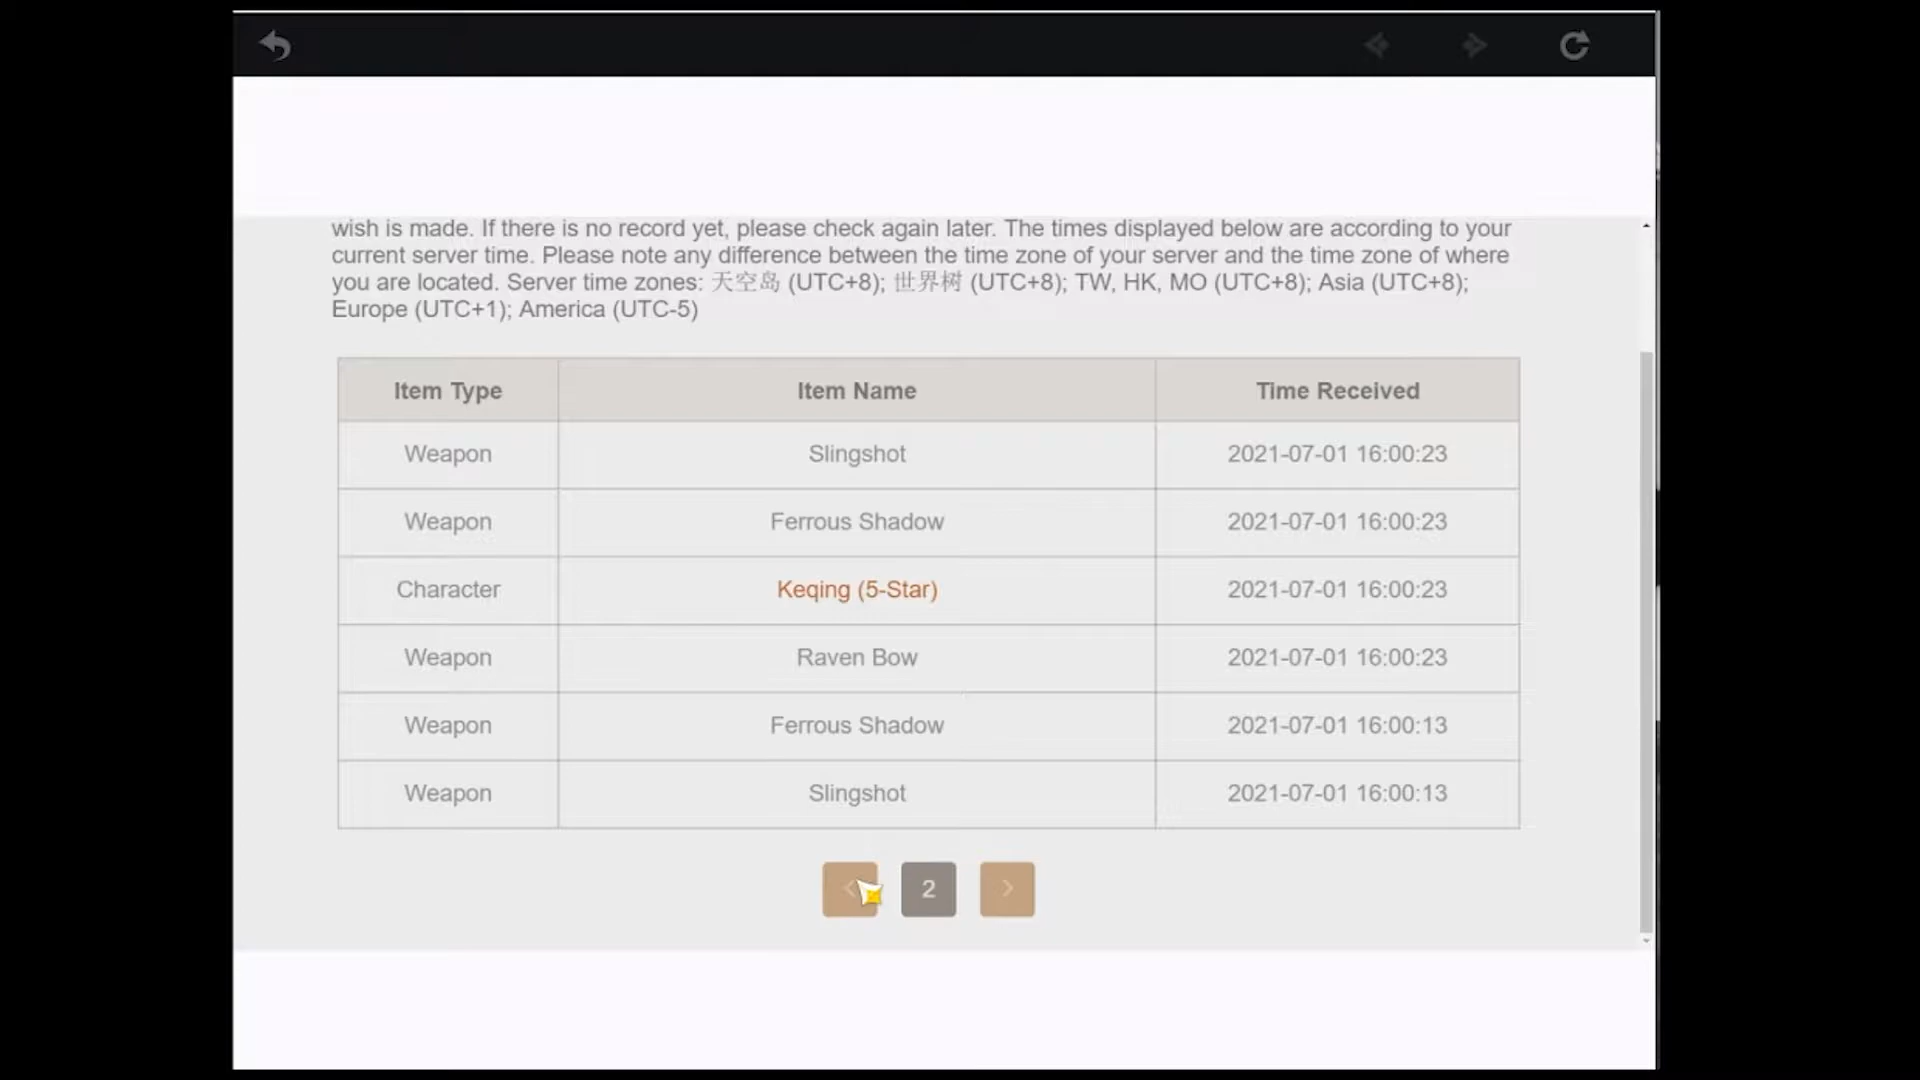 wish is made. If there is no record yet, please check again later. The times displayed below are according to your
current server time. Please note any difference between the time zone of your server and the time zone of where
you are located. Server time zones: 天空岛 (UTC+8); 世界树 (UTC+8); TW, HK, MO (UTC+8); Asia (UTC+8);
Europe (UTC+1); America (UTC-5)
Item Type Item Name Time Received
Weapon Slingshot 2021-07-01 16:00:23
Weapon Ferrous Shadow 2021-07-01 16:00:23
Character Keqing (5-Star) 2021-07-01 16:00:23
Weapon Raven Bow 2021-07-01 16:00:23
Weapon Ferrous Shadow 2021-07-01 16:00:13
Weapon Slingshot 2021-07-01 16:00:13
2